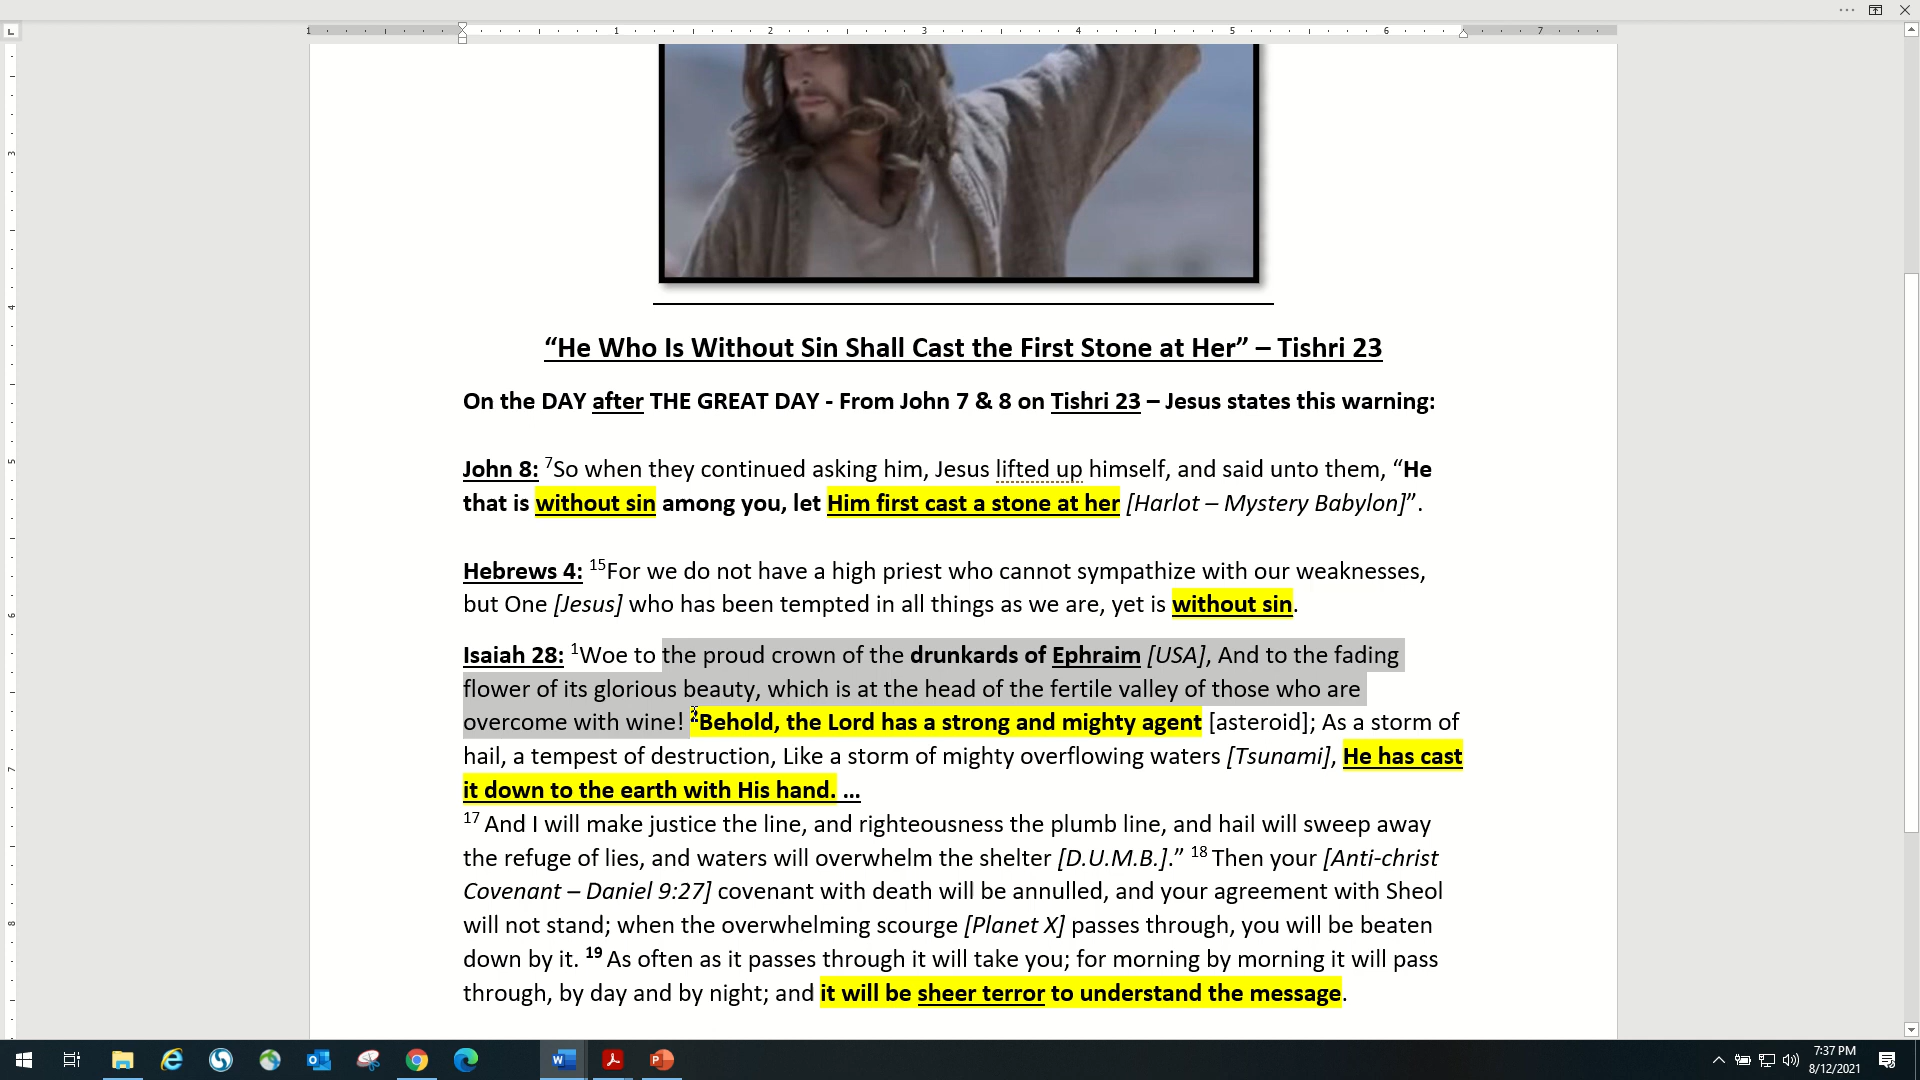 1 1 2 3 4 5 6 7
“He Who Is Without Sin Shall Cast the First Stone at Her” – Tishri 23
On the DAY after THE GREAT DAY - From John 7 & 8 on Tishri 23 – Jesus states this warning:
John 8: 7So when they continued asking him, Jesus lifted up himself, and said unto them, “He
that is without sin among you, let Him first cast a stone at her [Harlot – Mystery Babylon]”.
Hebrews 4: 15For we do not have a high priest who cannot sympathize with our weaknesses,
but One [Jesus] who has been tempted in all things as we are, yet is without sin.
Isaiah 28: 1Woe to the proud crown of the drunkards of Ephraim [USA], And to the fading
flower of its glorious beauty, which is at the head of the fertile valley of those who are
overcome with wine! 2Behold, the Lord has a strong and mighty agent [asteroid]; As a storm of
hail, a tempest of destruction, Like a storm of mighty overflowing waters [Tsunami], He has cast
it down to the earth with His hand. ...
17 And I will make justice the line, and righteousness the plumb line, and hail will sweep away
the refuge of lies, and waters will overwhelm the shelter [D.U.M.B.].” 18 Then your [Anti-christ
Covenant – Daniel 9:27] covenant with death will be annulled, and your agreement with Sheol
will not stand; when the overwhelming scourge [Planet X] passes through, you will be beaten
down by it. 19 As often as it passes through it will take you; for morning by morning it will pass
through, by day and by night; and it will be sheer terror to understand the message.
3
4
5
6
7
8
7:37 PM
8/12/2021